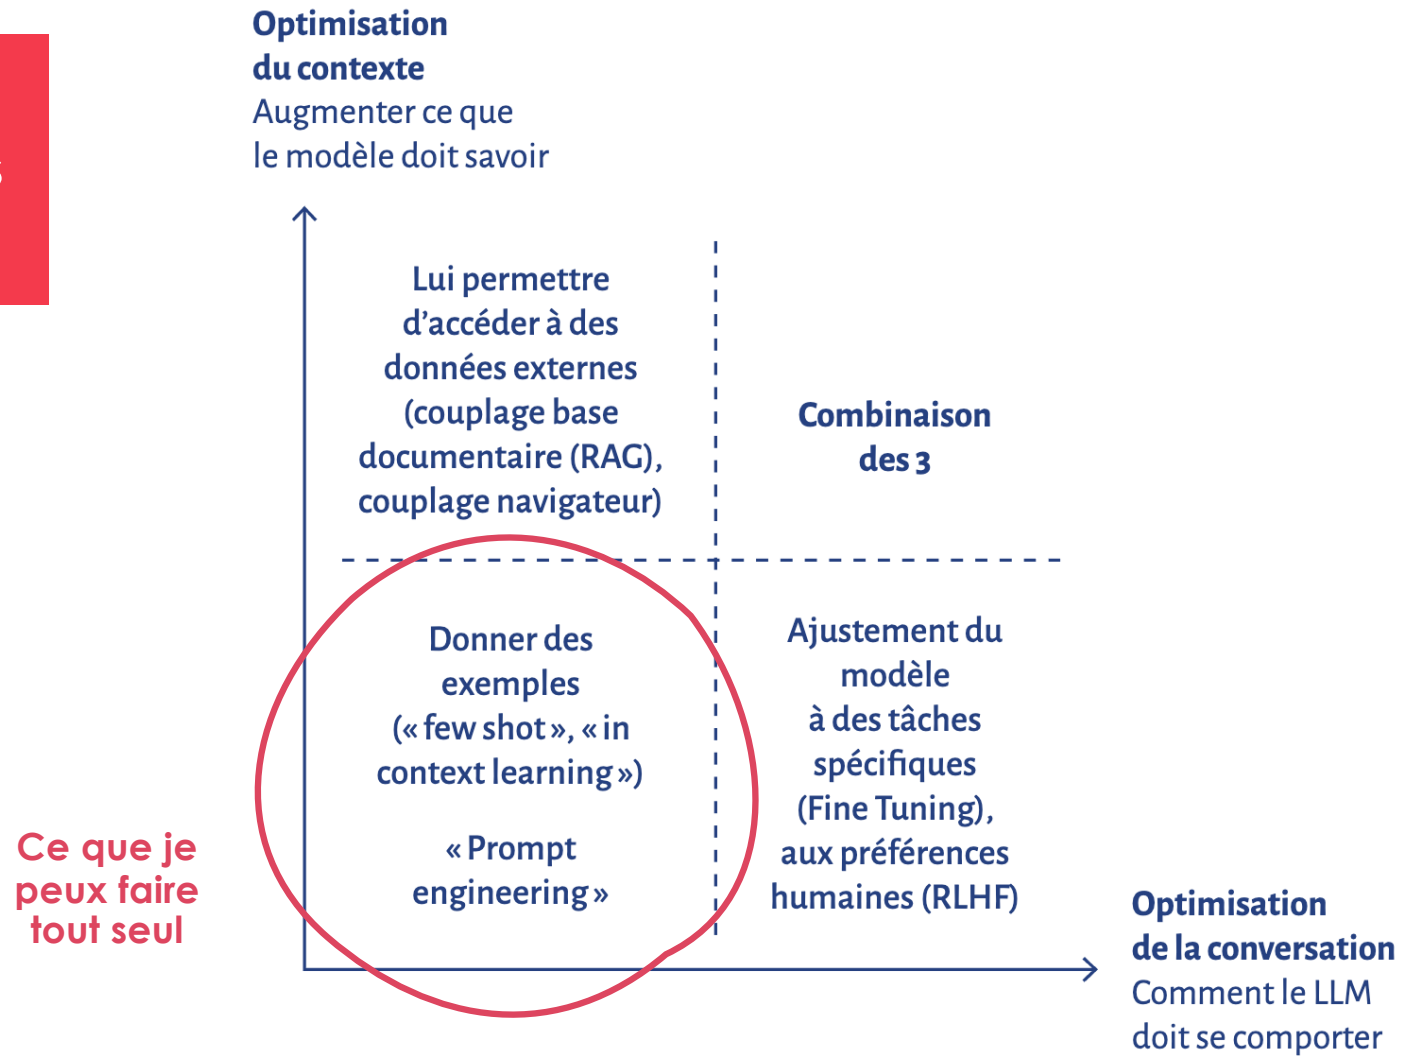 Optimisation
du contexte
Augmenter ce que
le modèle doit savoir
Lui permettre
d’accéder à des
données externes
(couplage base
documentaire (RAG),
couplage navigateur)
Combinaison
des 3
Donner des
exemples
(« few shot », « in
context learning »)
« Prompt
engineering »
Ajustement du
modèle
à des tâches
spécifiques
(Fine Tuning),
aux préférences
humaines (RLHF)
Ce que je
peux faire
tout seul
Optimisation
de la conversation
Comment le LLM
doit se comporter